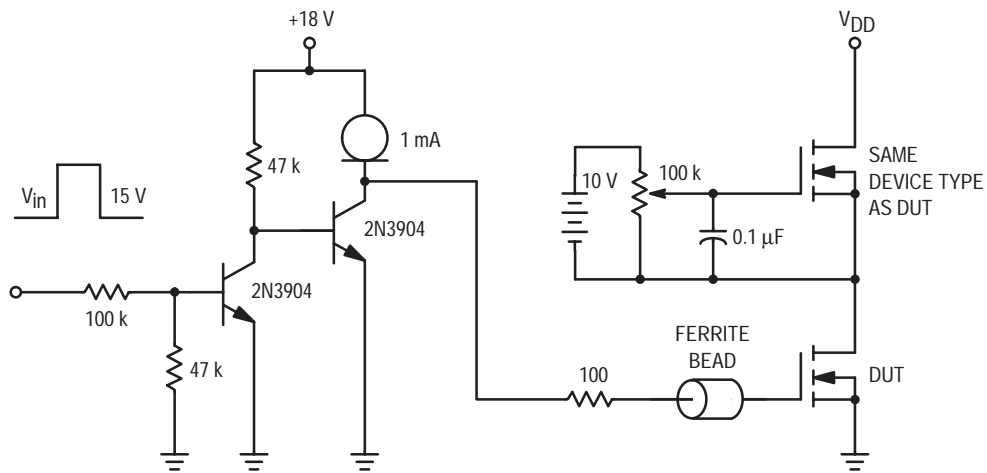 +18 V
V_DD
1 mA
47 k
V_in
15 V
10 V
100 k
SAME
DEVICE TYPE
AS DUT
2N3904
0.1 μF
2N3904
100 k
47 k
FERRITE
BEAD
100
DUT